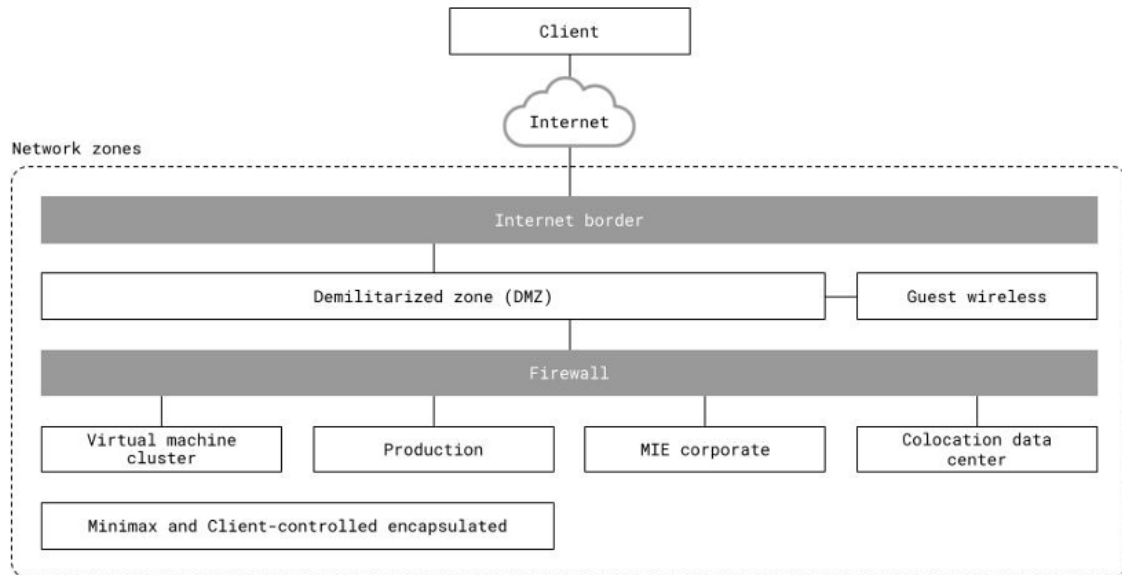 Client
Internet
Network zones
Internet border
Demilitarized zone (DMZ)
Guest wireless
Firewall
Virtual machine
cluster
Production
MIE corporate
Colocation data
center
Minimax and Client-controlled encapsulated